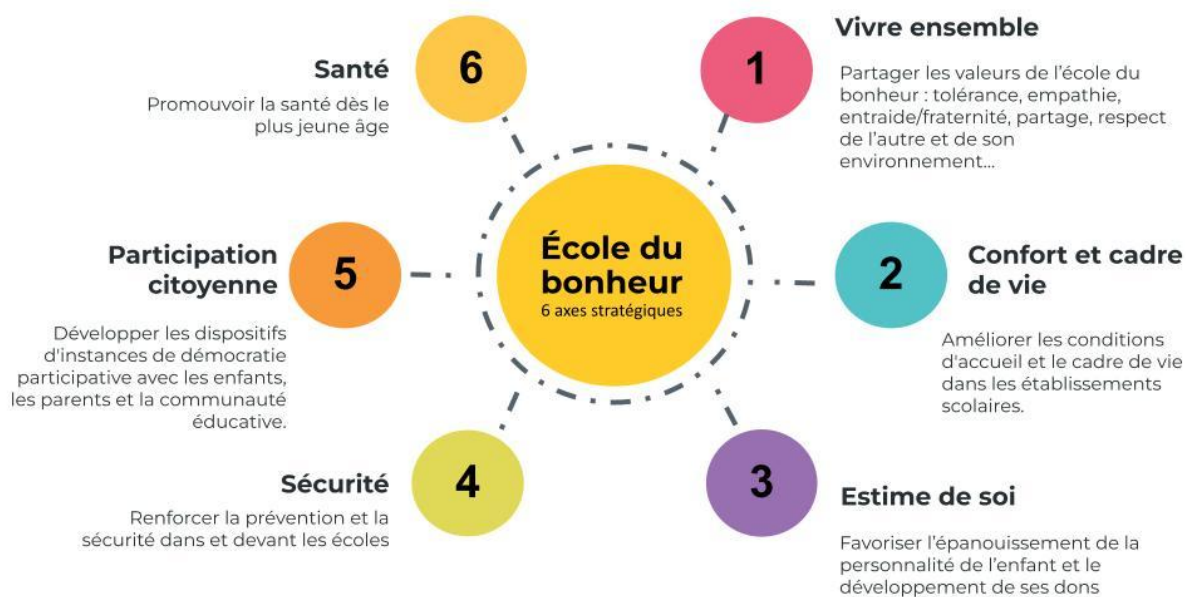 École du
bonheur
6 axes stratégiques
1
Vivre ensemble
Partager les valeurs de l'école du
bonheur : tolérance, empathie,
entraide/fraternité, partage, respect
de l'autre et de son
environnement...
2
Confort et cadre
de vie
Améliorer les conditions
d'accueil et le cadre de vie
dans les établissements
scolaires.
3
Estime de soi
Favoriser l'épanouissement de la
personnalité de l'enfant et le
développement de ses dons
4
Sécurité
Renforcer la prévention et la
sécurité dans et devant les écoles
5
Participation
citoyenne
Développer les dispositifs
d'instances de démocratie
participative avec les enfants,
les parents et la communauté
éducative.
6
Santé
Promouvoir la santé dès le
plus jeune âge